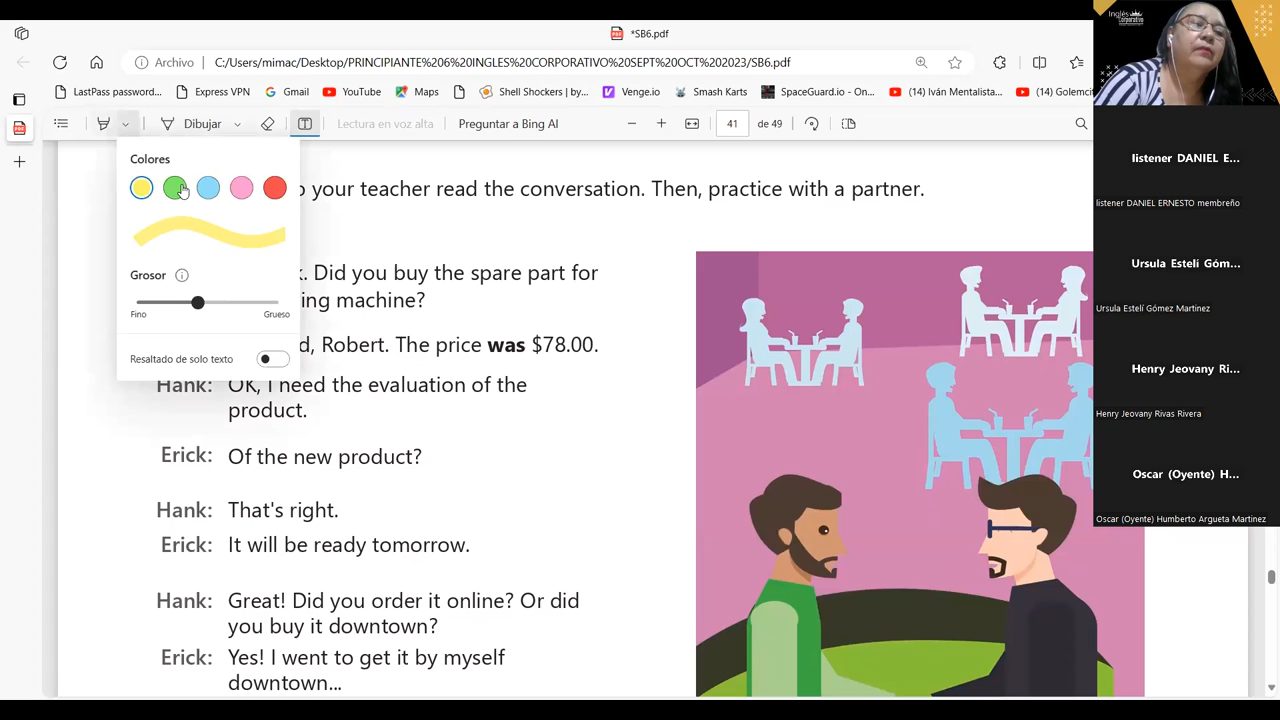 *SB6.pdf
Archivo
C:/Users/mimac/Desktop/PRINCIPIANTE%206%20INGLES%20CORPORATIVO%20SEPT%20OCT%202023/SB6.pdf
LastPass password...
Express VPN
Gmail
YouTube
Maps
Shell Shockers | by...
Venge.io
Smash Karts
SpaceGuard.io - On...
(14) Iván Mentalista...
(14) Golemcit
Dibujar
Lectura en voz alta
Preguntar a Bing AI
41
de 49
Colores
Grosor
Fino
Grueso
Resaltado de solo texto
your teacher read the conversation. Then, practice with a partner.
k. Did you buy the spare part for
ing machine?
d, Robert. The price was $78.00.
Hank: OK, I need the evaluation of the
product.
Erick: Of the new product?
Hank: That's right.
Erick: It will be ready tomorrow.
Hank: Great! Did you order it online? Or did
you buy it downtown?
Erick: Yes! I went to get it by myself
downtown...
Inglés
Corporativo
listener DANIEL E...
listener DANIEL ERNESTO membreño
Ursula Estelí Góm...
Ursula Estelí Gómez Martinez
Henry Jeovany Ri...
Henry Jeovany Rivas Rivera
Oscar (Oyente) H...
Oscar (Oyente) Humberto Argueta Martinez